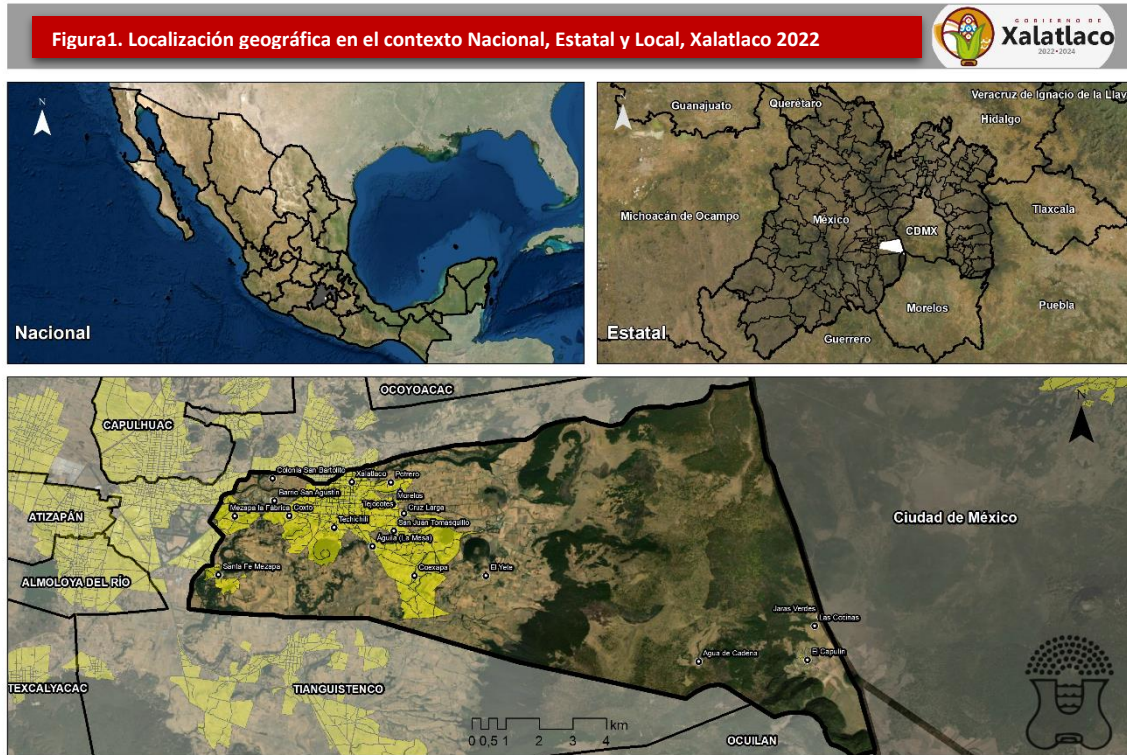 Figura1. Localización geográfica en el contexto Nacional, Estatal y Local, Xalatlaco 2022
GOBIERNO DE
Xalatlaco
2022•2024
N
Nacional
N
Guanajuato
Querétaro
Veracruz de Ignacio de la Llav
Hidalgo
Michoacán de Ocampo
México
Tlaxcala
CDMX
Morelos
Puebla
Estatal
Guerrero
OCOYOACAC
N
CAPULHUAC
Colonia San Bartolito
Xalatlaco
Potrero
Barrio San Agustín
Morelos
Mezapa la Fábrica
Coxto
Tejocotes
Cruz Larga
ATIZAPÁN
Techichili
San Juan Tomasquillo
Ciudad de México
Águila (La Mesa)
ALMOLOYA DEL RÍO
Santa Fe Mezapa
Coexapa
El Yete
Jaras Verdes
Las Cocinas
Agua de Cadena
El Capulín
TEXCALYACAC
TIANGUISTENCO
km
0 0,5 1 2 3 4
OCUILAN